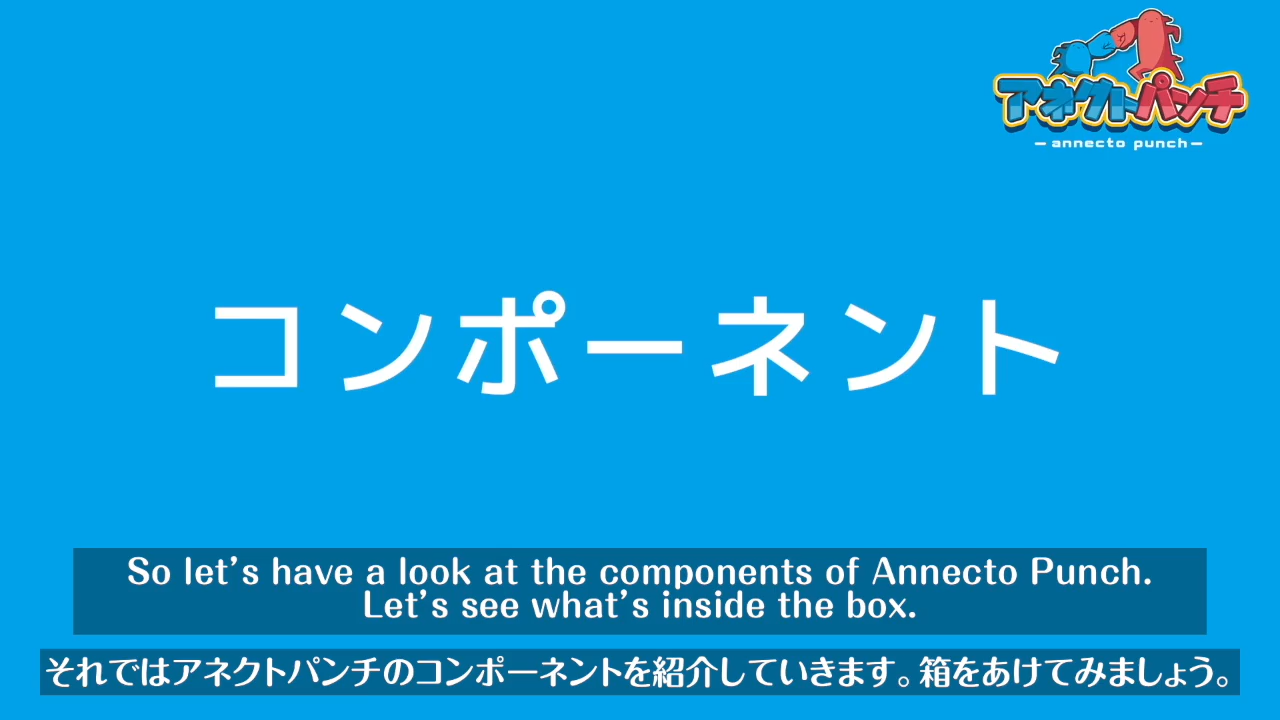 アネクトパンチ
– annecto punch –
コンポーネント
So let's have a look at the components of Annecto Punch.
Let's see what's inside the box.
それではアネクトパンチのコンポーネントを紹介していきます。箱をあけてみましょう。